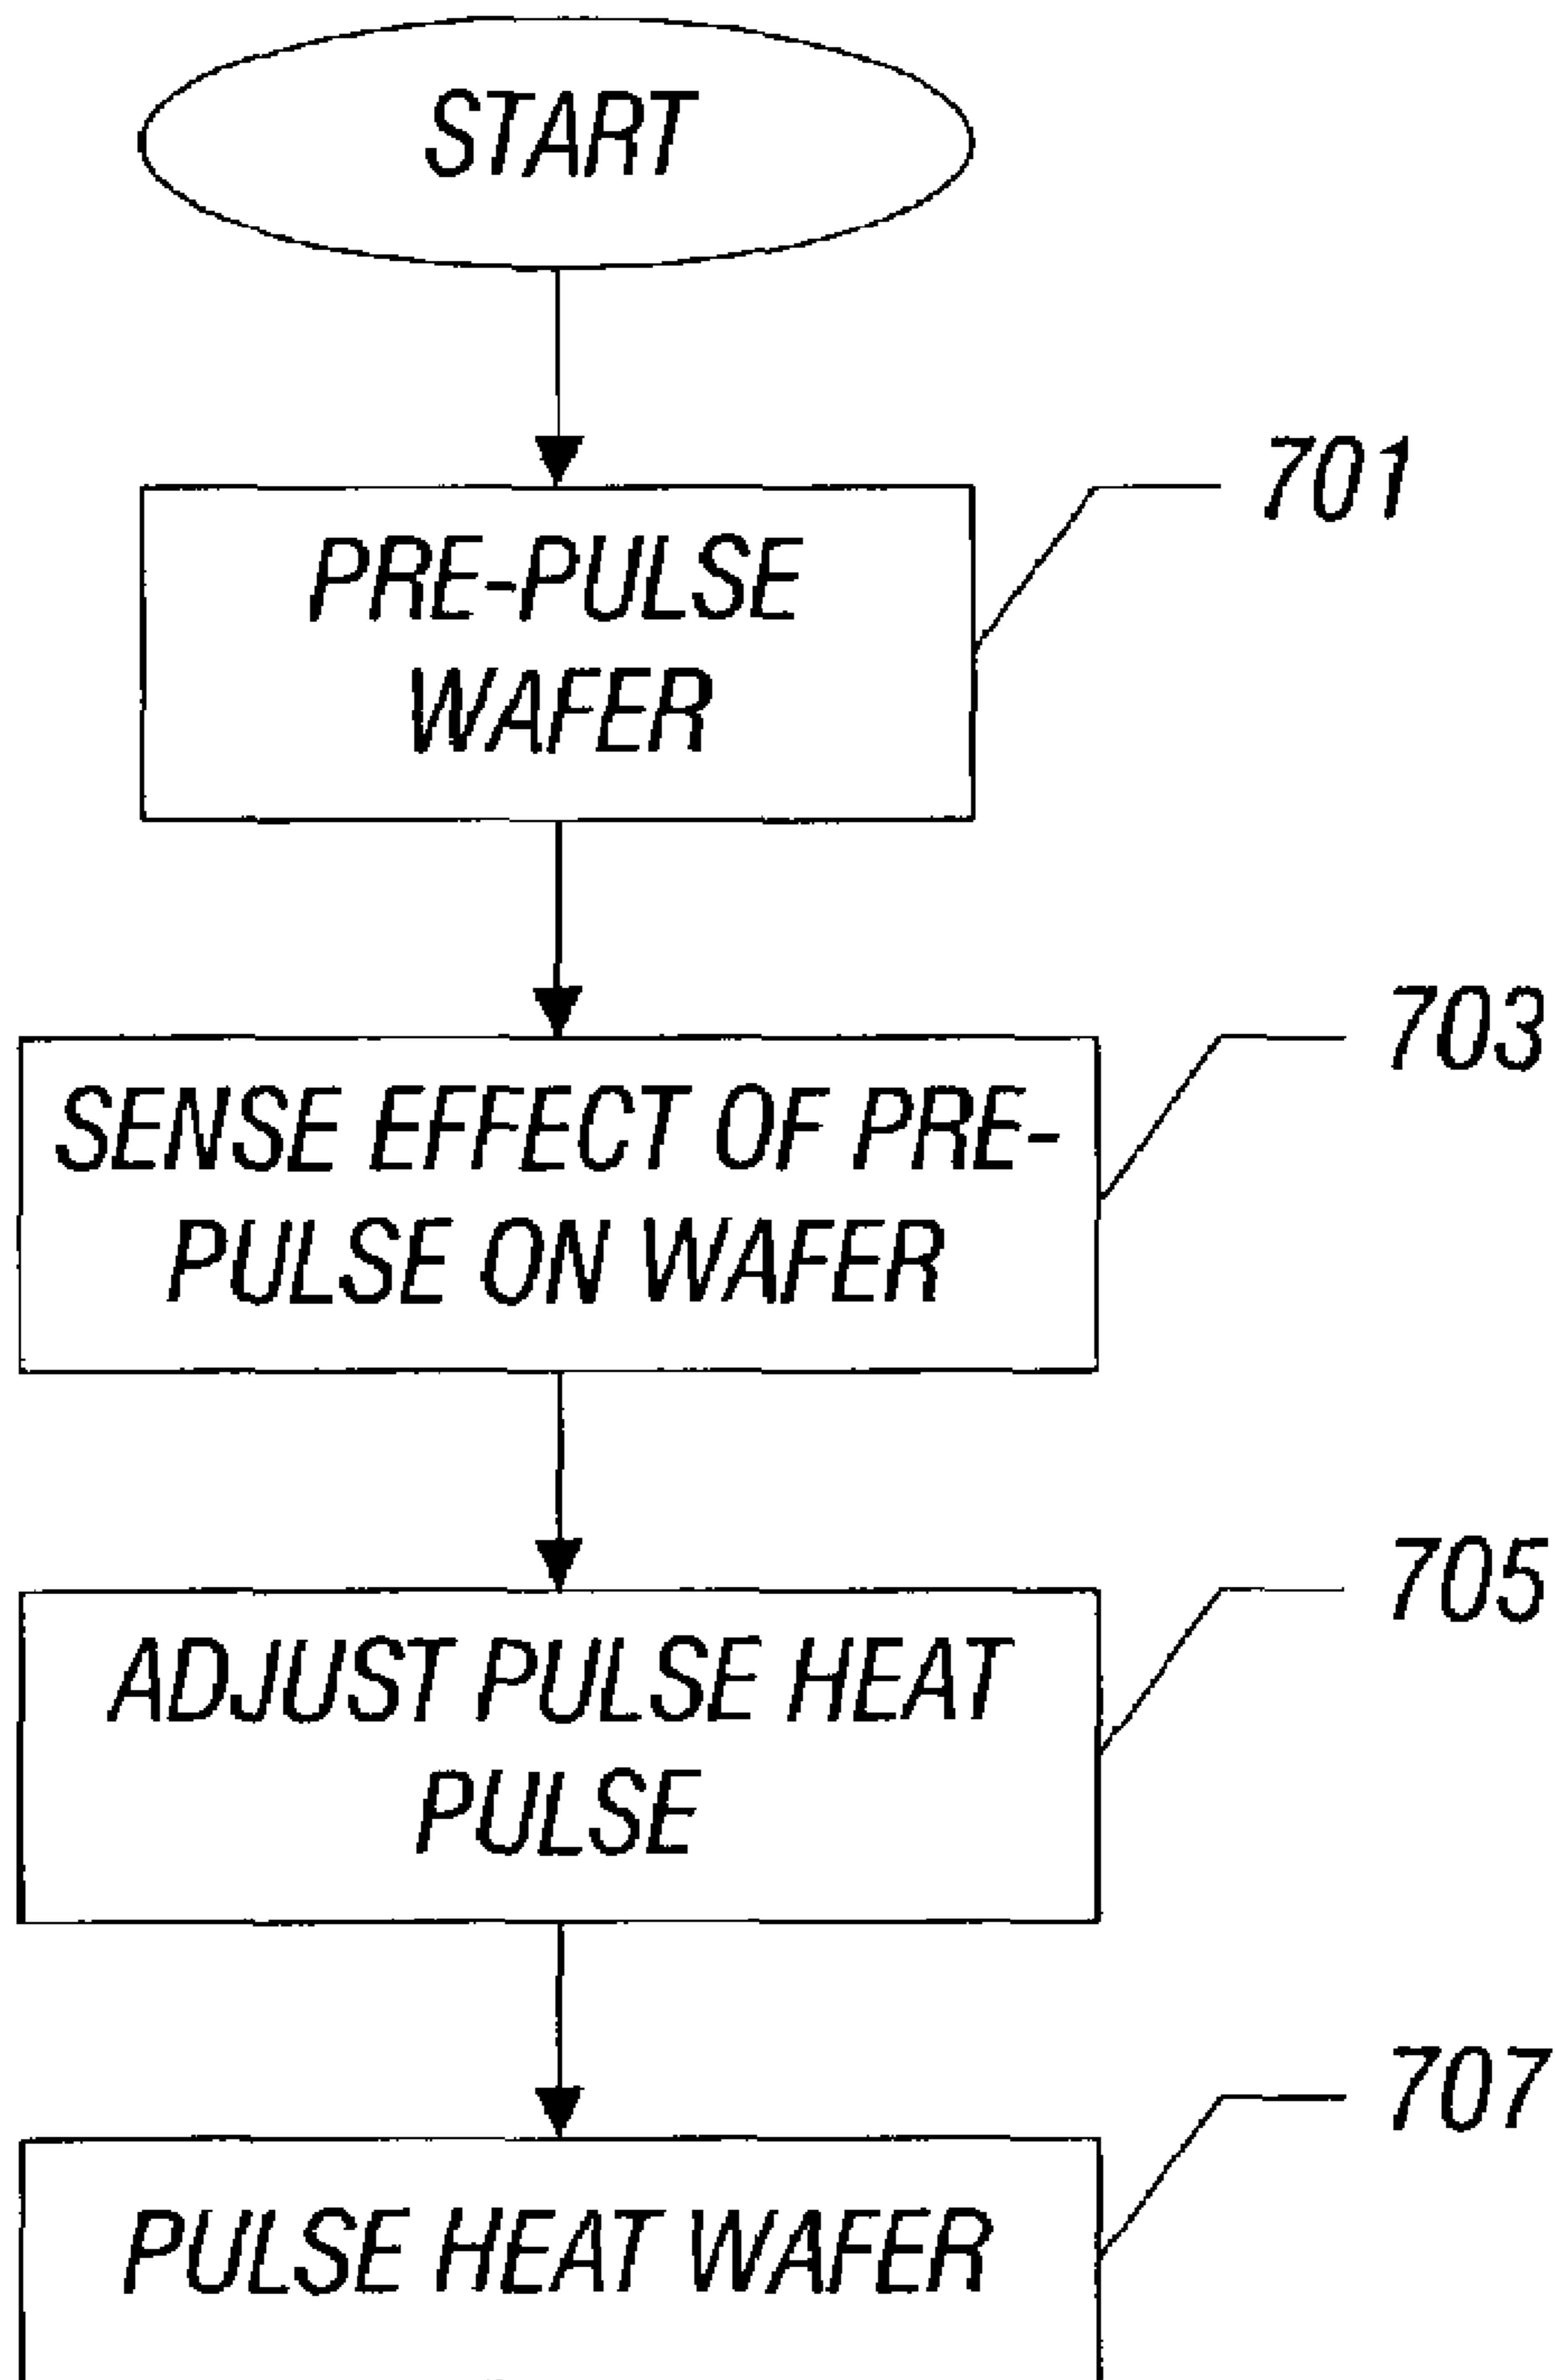 START
701
PRE-PULSE
WAFER
703
SENSE EFFECT OF PRE-
PULSE ON WAFER
705
ADJUST PULSE HEAT
PULSE
707
PULSE HEAT WAFER